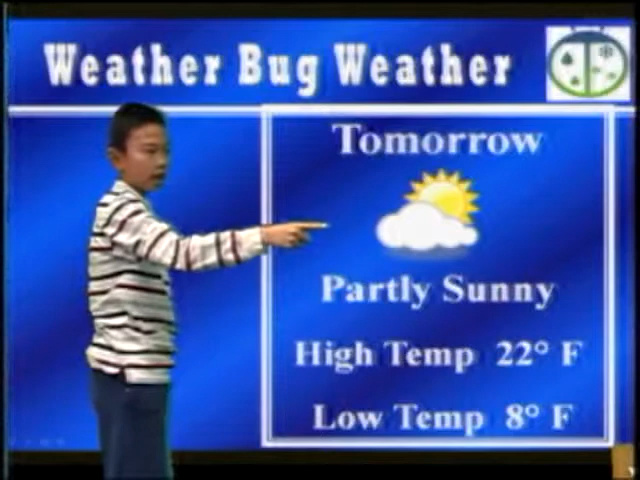 Weather Bug Weather
Tomorrow
Partly Sunny
High Temp 22° F
Low Temp 8° F